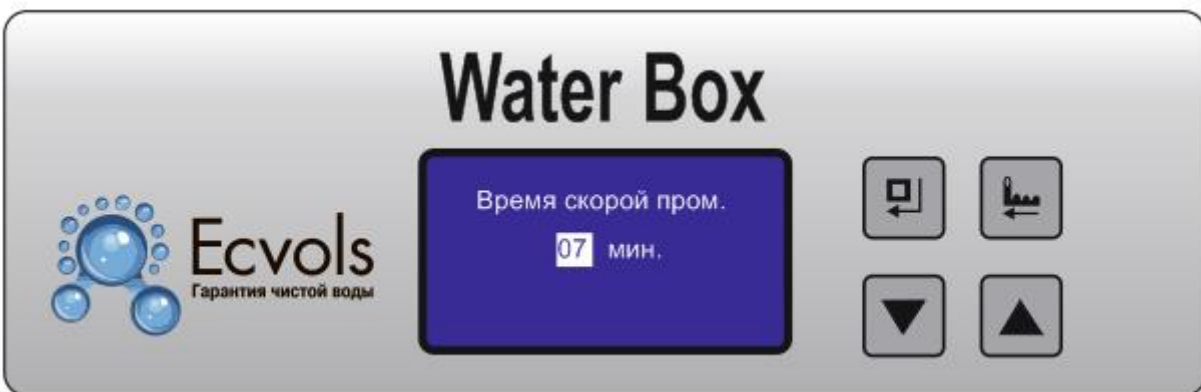 Water Box
Время скорой пром.
07 мин.
Ecvols
Гарантия чистой воды